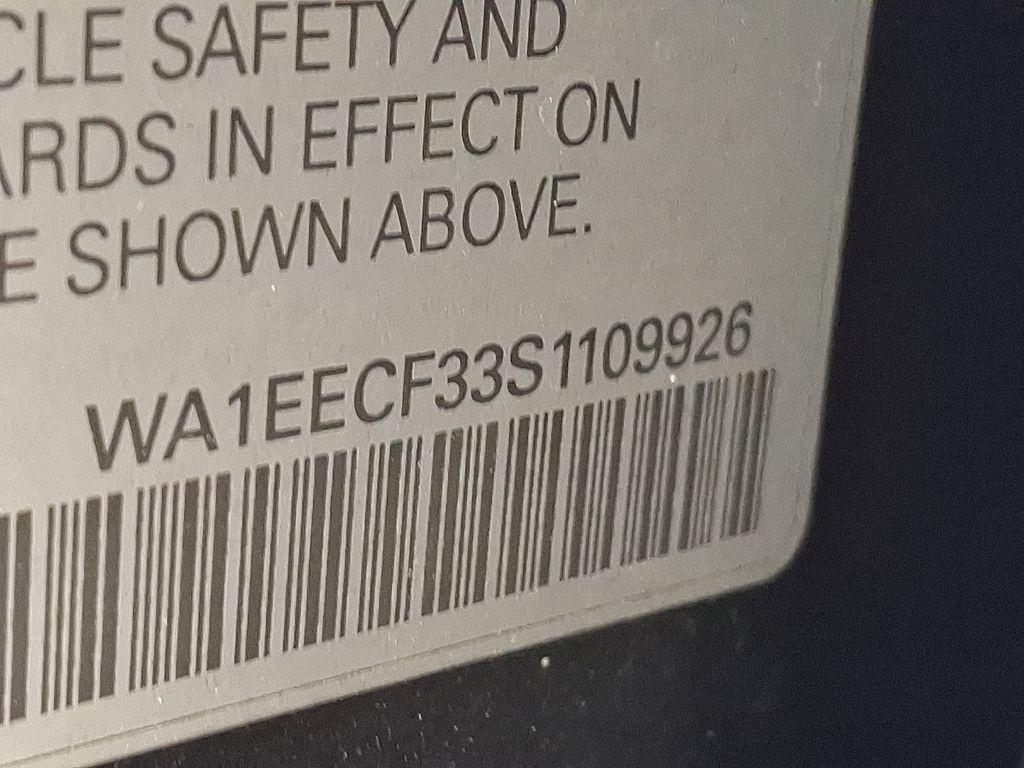 CLE SAFETY AND
ARDS IN EFFECT ON
E SHOWN ABOVE.
WA1EECF33S1109926